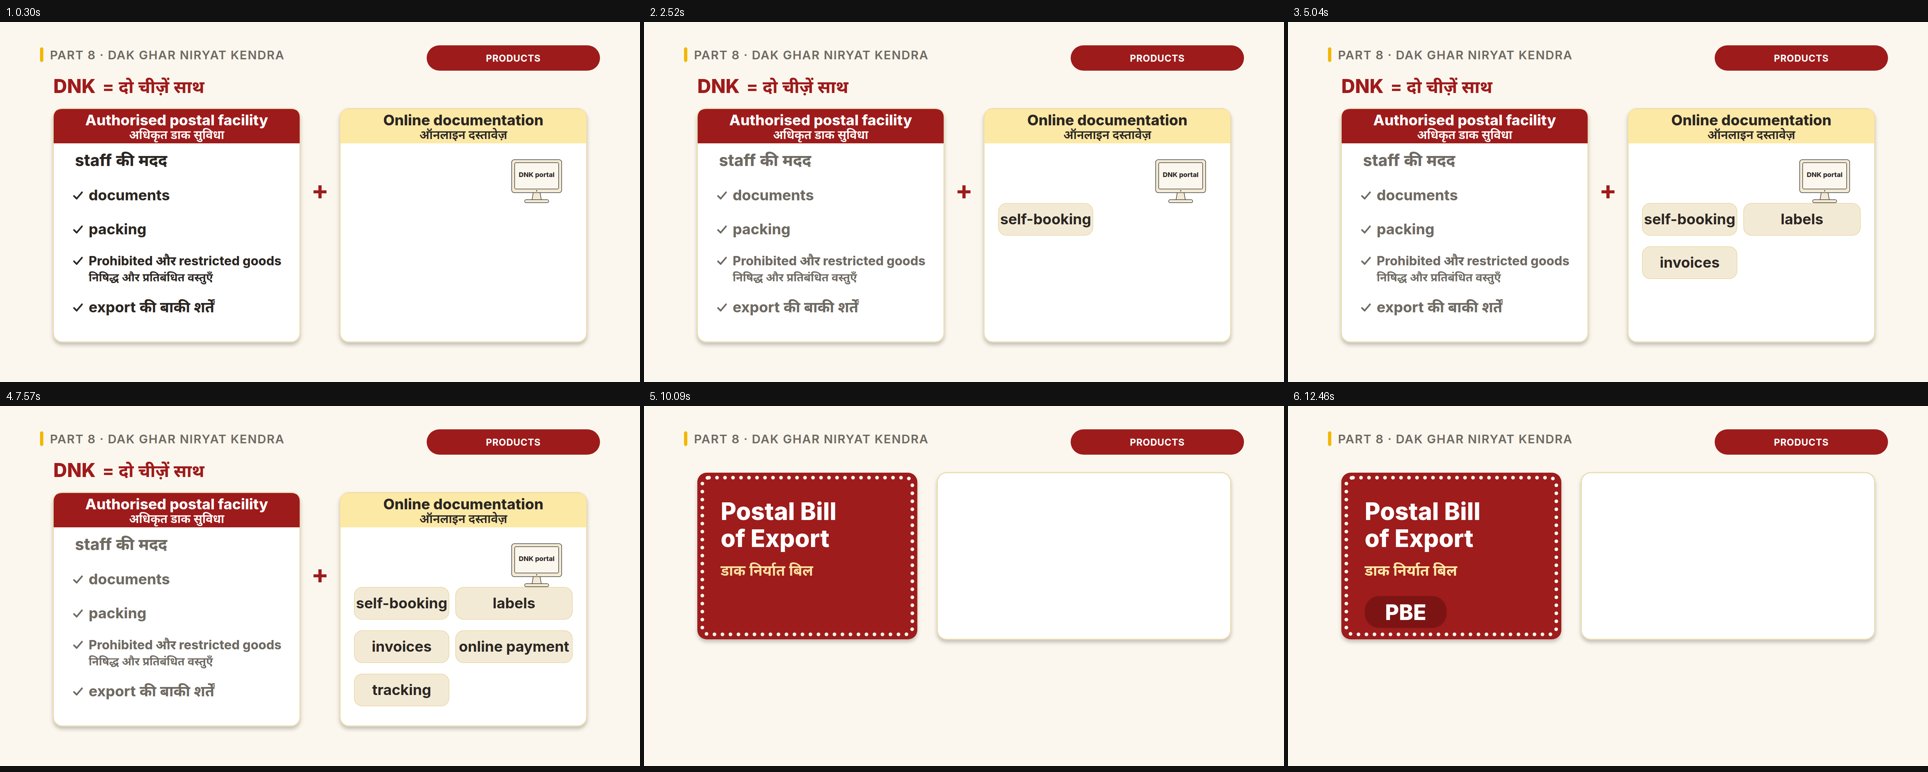 1. 0.30s
PART 8 · DAK GHAR NIRYAT KENDRA
PRODUCTS
DNK = दो चीज़ें साथ
Authorised postal facility
अधिकृत डाक सुविधा
staff की मदद
documents
packing
Prohibited और restricted goods
निषिद्ध और प्रतिबंधित वस्तुएँ
export की बाकी शर्तें
+
Online documentation
ऑनलाइन दस्तावेज़
DNK portal
2. 2.52s
PART 8 · DAK GHAR NIRYAT KENDRA
PRODUCTS
DNK = दो चीज़ें साथ
Authorised postal facility
अधिकृत डाक सुविधा
staff की मदद
documents
packing
Prohibited और restricted goods
निषिद्ध और प्रतिबंधित वस्तुएँ
export की बाकी शर्तें
+
Online documentation
ऑनलाइन दस्तावेज़
DNK portal
self-booking
3. 5.04s
PART 8 · DAK GHAR NIRYAT KENDRA
PRODUCTS
DNK = दो चीज़ें साथ
Authorised postal facility
अधिकृत डाक सुविधा
staff की मदद
documents
packing
Prohibited और restricted goods
निषिद्ध और प्रतिबंधित वस्तुएँ
export की बाकी शर्तें
+
Online documentation
ऑनलाइन दस्तावेज़
DNK portal
self-booking labels
invoices
4. 7.57s
PART 8 · DAK GHAR NIRYAT KENDRA
PRODUCTS
DNK = दो चीज़ें साथ
Authorised postal facility
अधिकृत डाक सुविधा
staff की मदद
documents
packing
Prohibited और restricted goods
निषिद्ध और प्रतिबंधित वस्तुएँ
export की बाकी शर्तें
+
Online documentation
ऑनलाइन दस्तावेज़
DNK portal
self-booking labels
invoices online payment
tracking
5. 10.09s
PART 8 · DAK GHAR NIRYAT KENDRA
PRODUCTS
Postal Bill
of Export
डाक निर्यात बिल
6. 12.46s
PART 8 · DAK GHAR NIRYAT KENDRA
PRODUCTS
Postal Bill
of Export
डाक निर्यात बिल
PBE